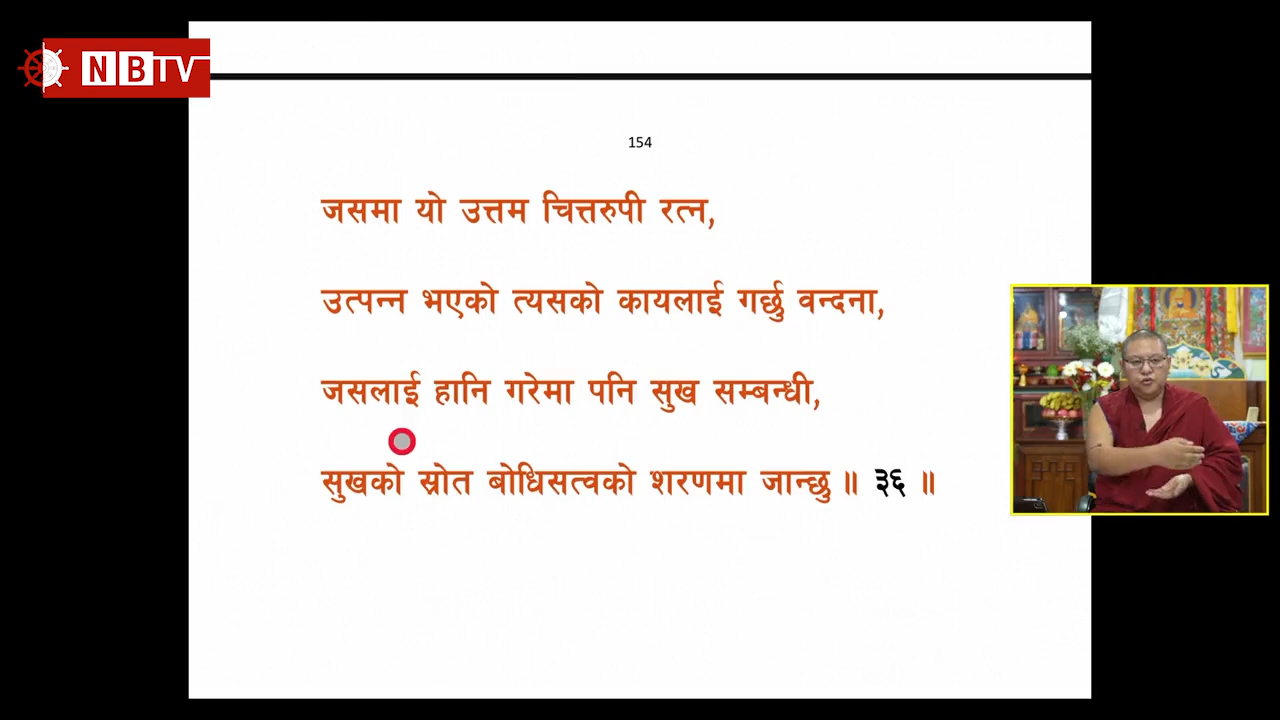 NBTV
154
जसमा यो उत्तम चित्तरुपी रत्न,
उत्पन्न भएको त्यसको कायलाई गर्छु वन्दना,
जसलाई हानि गरेमा पनि सुख सम्बन्धी,
सुखको स्रोत बोधिसत्वको शरणमा जान्छु ॥ ३६ ॥